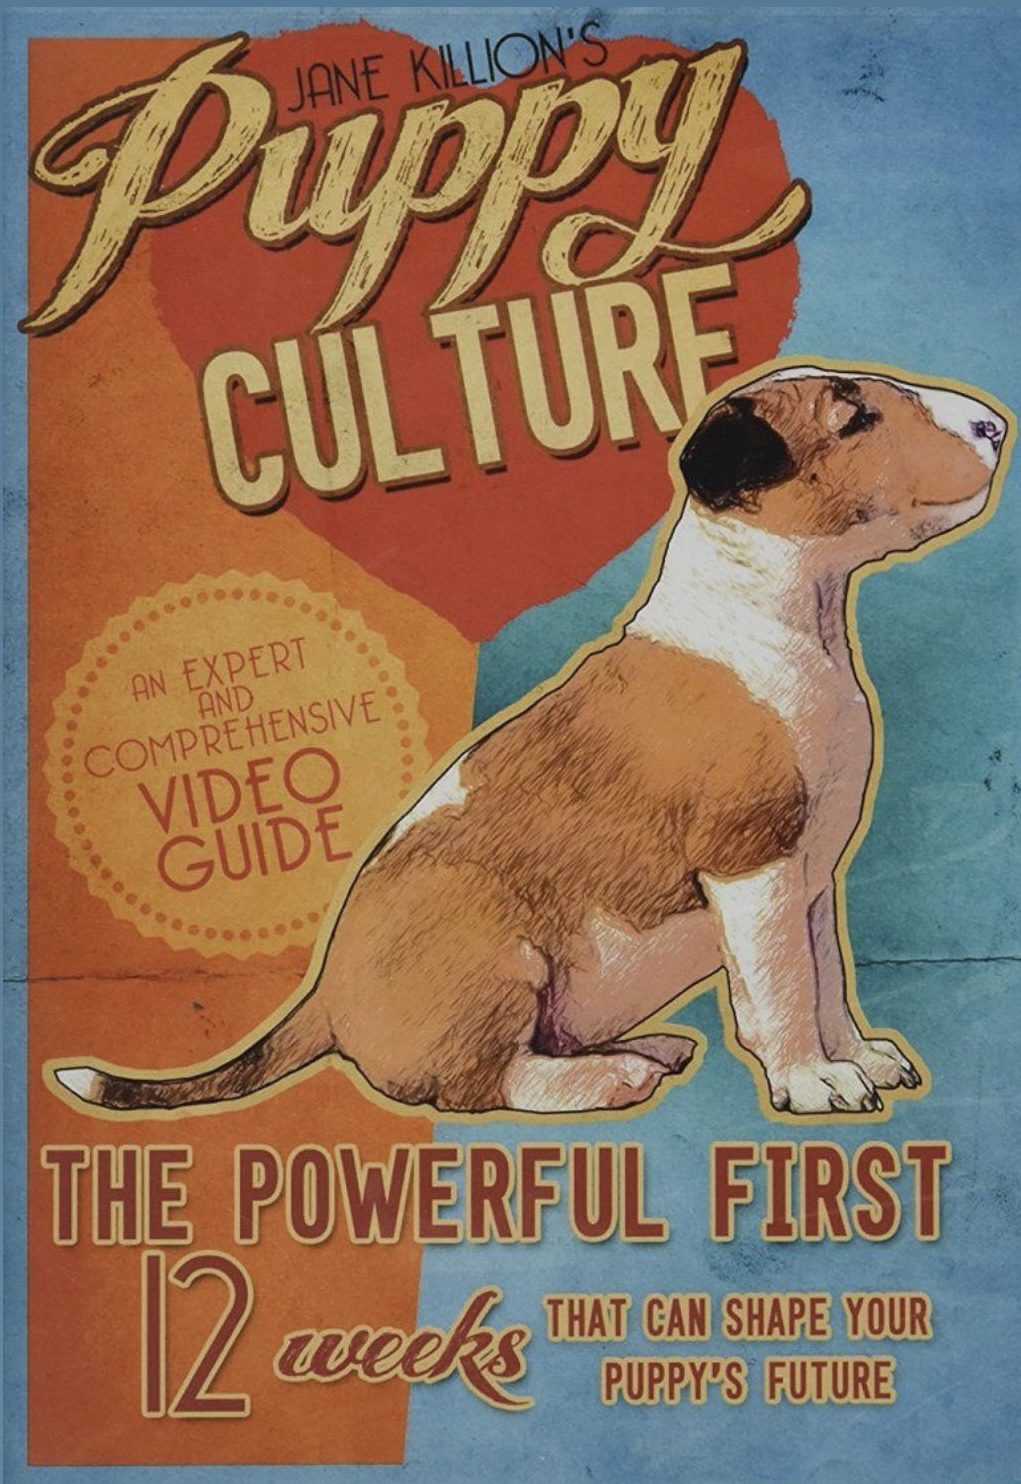 JANE KILLION'S
Puppy
CULTURE
AN EXPERT
AND
COMPREHENSIVE
VIDEO
GUIDE
THE POWERFUL FIRST
12 weeks THAT CAN SHAPE YOUR
PUPPY'S FUTURE